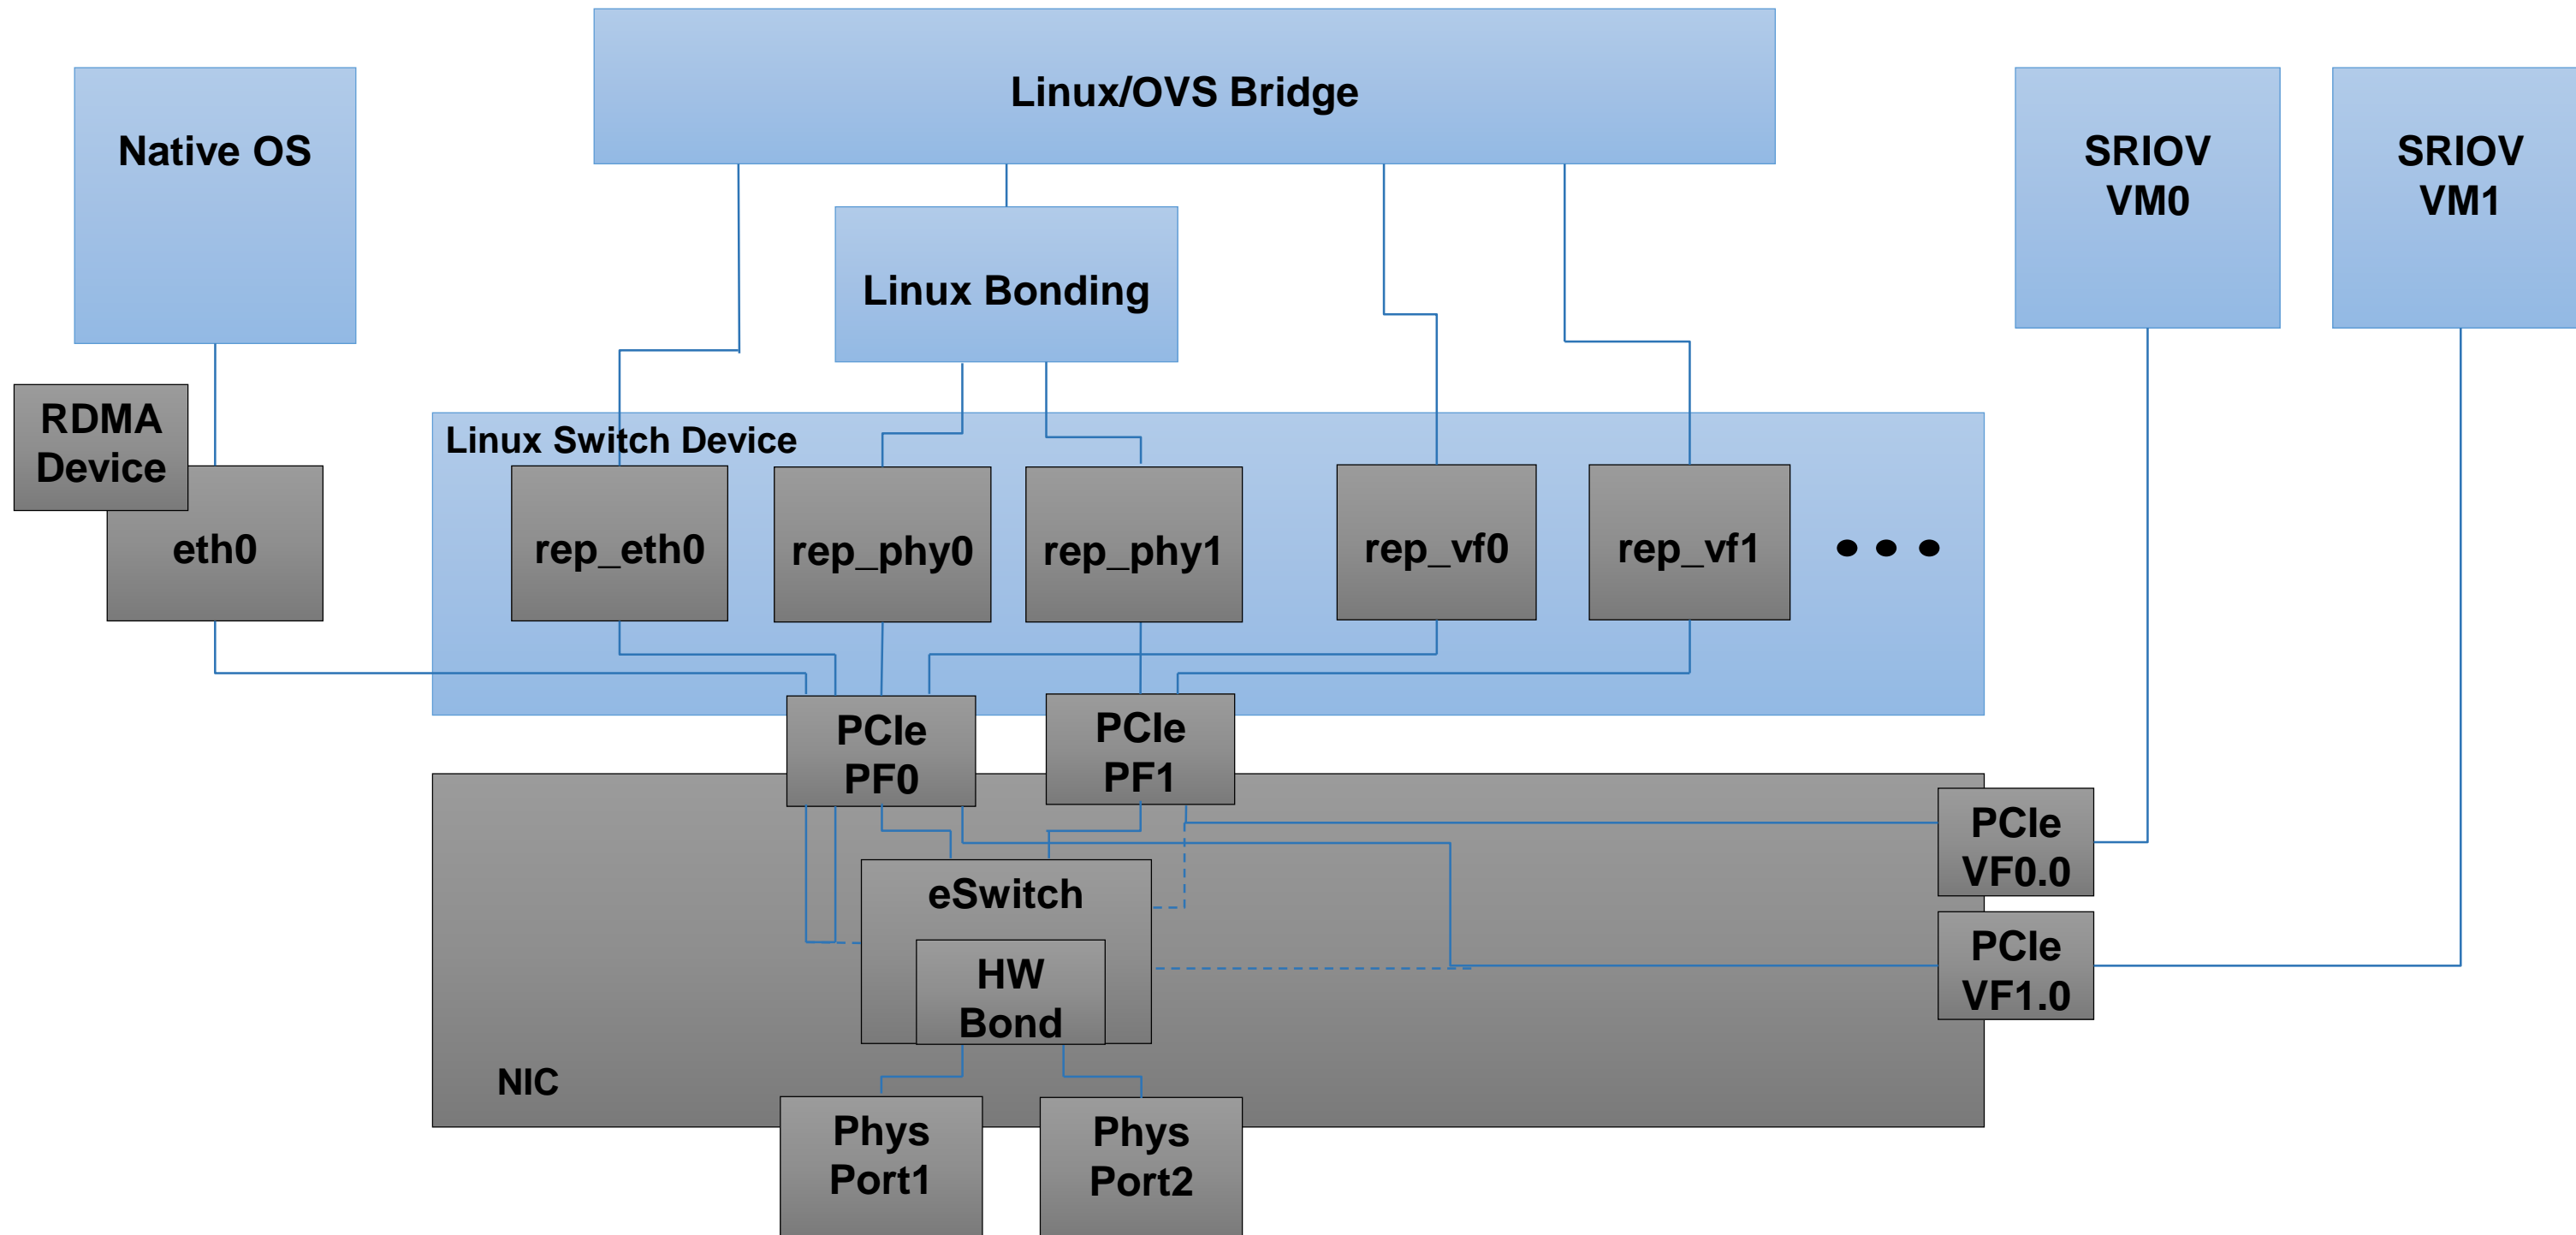 Linux/OVS Bridge
Native OS
SRIOV
VM0
SRIOV
VM1
Linux Bonding
RDMA
Device
eth0
Linux Switch Device
rep_eth0
rep_phy0
rep_phy1
rep_vf0
rep_vf1
PCIe
PF0
PCIe
PF1
PCIe
VF0.0
eSwitch
PCIe
VF1.0
HW
Bond
NIC
Phys
Port1
Phys
Port2